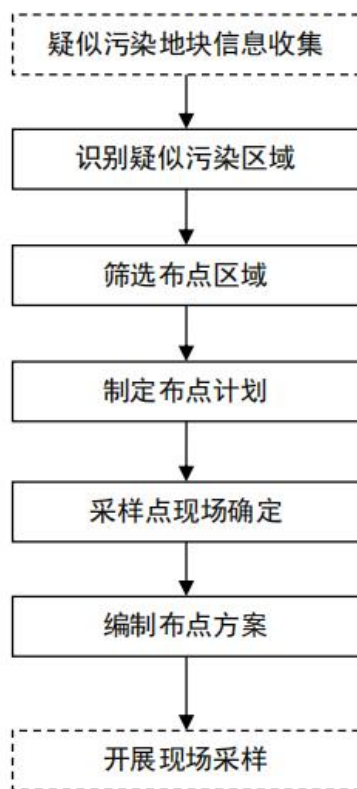 疑似污染地块信息收集
识别疑似污染区域
筛选布点区域
制定布点计划
采样点现场确定
编制布点方案
开展现场采样